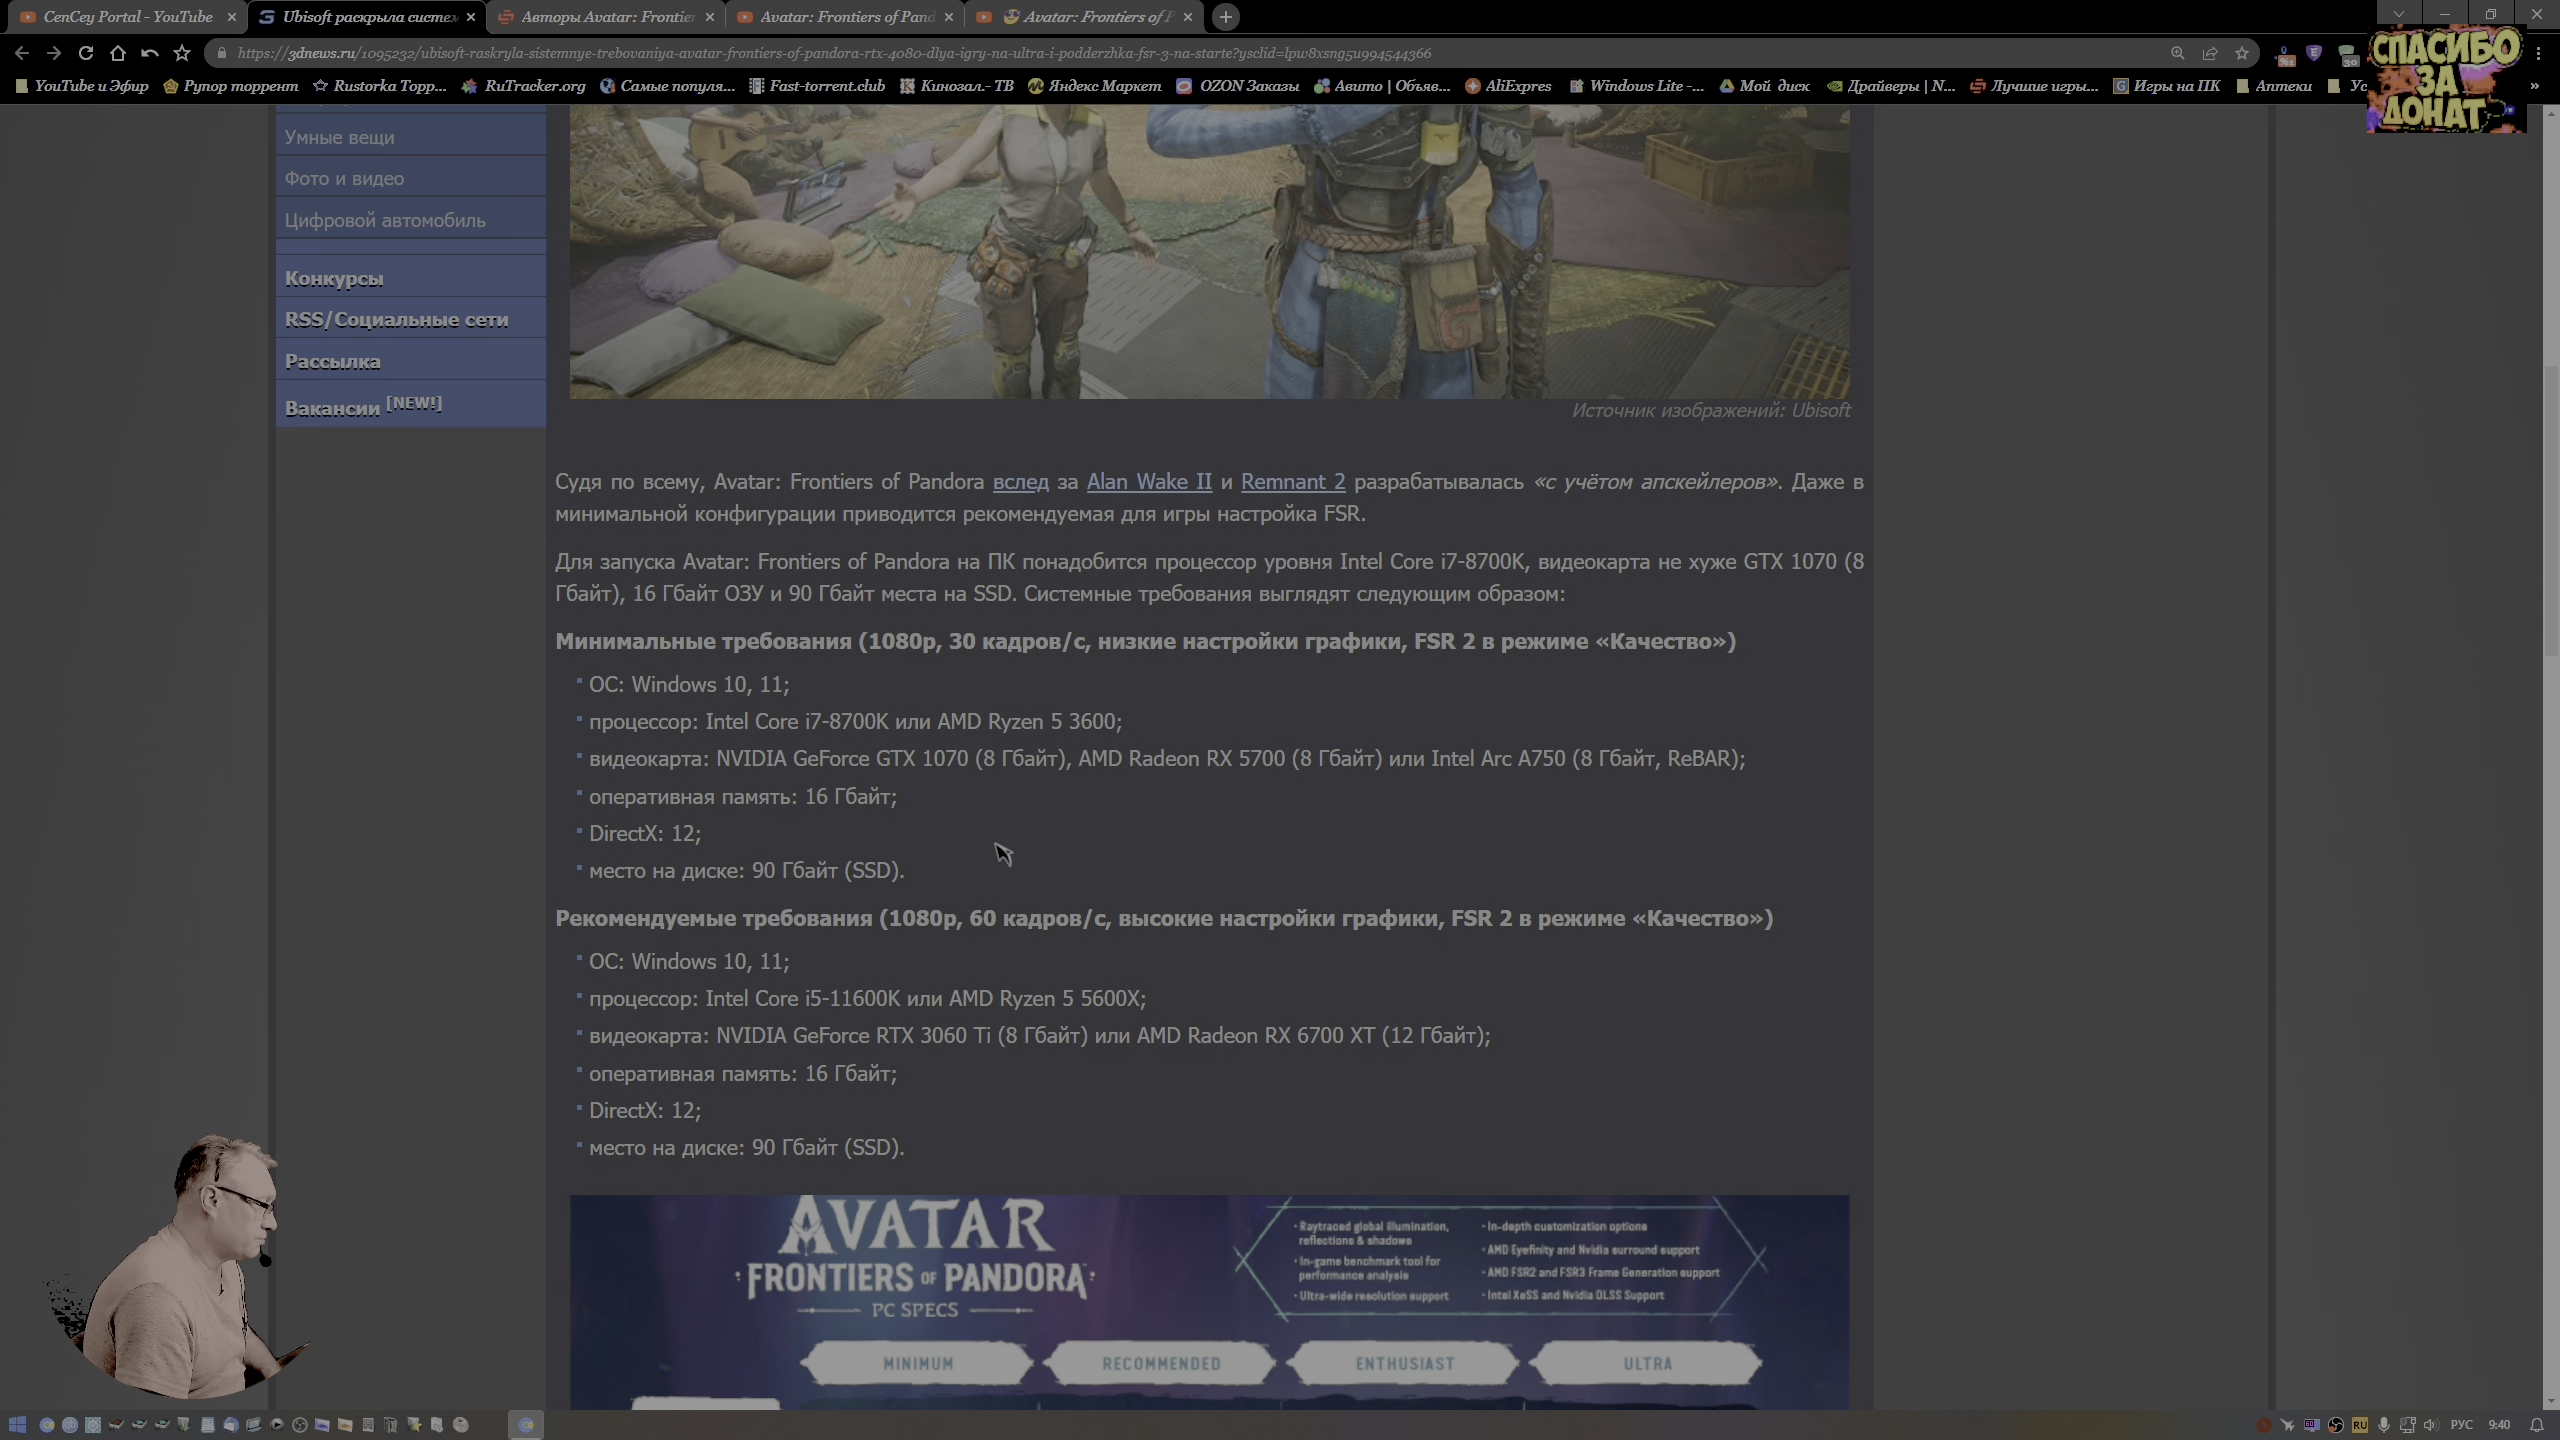 CenCey Portal - YouTube
Ubisoft раскрыла систем
Авторы Avatar: Frontier
Avatar: Frontiers of Pand
Avatar: Frontiers of P
https://3dnews.ru/1095232/ubisoft-raskryla-sistemnye-trebovaniya-avatar-frontiers-of-pandora-rtx-4080-dlya-igry-na-ultra-i-podderzhka-fsr-3-na-starte?ysclid=lpw8xsng5u994544366
YouTube и Эфир
Рупор торрент
Rustorka Торр...
RuTracker.org
Самые популя...
Fast-torrent.club
Кинозал.- ТВ
Яндекс Маркет
OZON Заказы
Авито | Объяв...
AliExpres
Windows Lite -...
Мой диск
Драйверы | N...
Лучшие игры...
Игры на ПК
Аптеки
Ус
СПАСИБО
ЗА
ДОНАТ
Умные вещи
Фото и видео
Цифровой автомобиль
Конкурсы
RSS/Социальные сети
Рассылка
Вакансии [NEW!]
Источник изображений: Ubisoft
Судя по всему, Avatar: Frontiers of Pandora вслед за Alan Wake II и Remnant 2 разрабатывалась «с учётом апскейлеров». Даже в
минимальной конфигурации приводится рекомендуемая для игры настройка FSR.
Для запуска Avatar: Frontiers of Pandora на ПК понадобится процессор уровня Intel Core i7-8700K, видеокарта не хуже GTX 1070 (8
Гбайт), 16 Гбайт ОЗУ и 90 Гбайт места на SSD. Системные требования выглядят следующим образом:
Минимальные требования (1080p, 30 кадров/с, низкие настройки графики, FSR 2 в режиме «Качество»)
ОС: Windows 10, 11;
процессор: Intel Core i7-8700K или AMD Ryzen 5 3600;
видеокарта: NVIDIA GeForce GTX 1070 (8 Гбайт), AMD Radeon RX 5700 (8 Гбайт) или Intel Arc A750 (8 Гбайт, ReBAR);
оперативная память: 16 Гбайт;
DirectX: 12;
место на диске: 90 Гбайт (SSD).
Рекомендуемые требования (1080p, 60 кадров/с, высокие настройки графики, FSR 2 в режиме «Качество»)
ОС: Windows 10, 11;
процессор: Intel Core i5-11600K или AMD Ryzen 5 5600X;
видеокарта: NVIDIA GeForce RTX 3060 Ti (8 Гбайт) или AMD Radeon RX 6700 XT (12 Гбайт);
оперативная память: 16 Гбайт;
DirectX: 12;
место на диске: 90 Гбайт (SSD).
AVATAR
FRONTIERS OF PANDORA
PC SPECS
• Raytraced global illumination,
reflections & shadows
• In-game benchmark tool for
performance analysis
• Ultra-wide resolution support
• In-depth customization options
• AMD Eyefinity and Nvidia surround support
• AMD FSR2 and FSR3 Frame Generation support
• Intel XeSS and Nvidia DLSS Support
MINIMUM
RECOMMENDED
ENTHUSIAST
ULTRA
RU
РУС
9:40